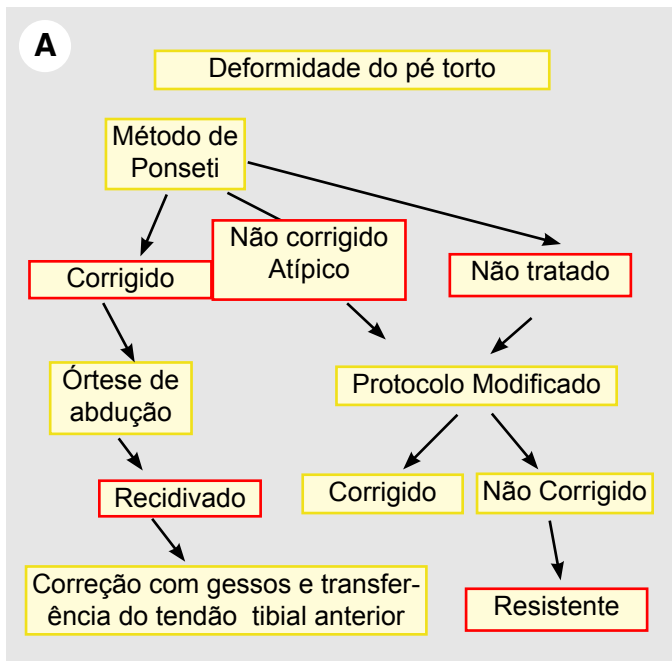 A
Deformidade do pé torto
Método de
Ponseti
Não corrigido
Atípico
Corrigido
Não tratado
Órtese de
abdução
Protocolo Modificado
Recidivado
Corrigido
Não Corrigido
Correção com gessos e transfer-
ência do tendão tibial anterior
Resistente